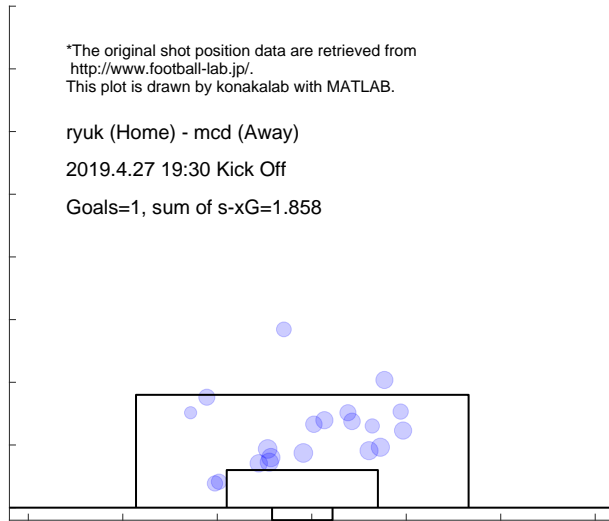 *The original shot position data are retrieved from
http://www.football-lab.jp/.
This plot is drawn by konakalab with MATLAB.
ryuk (Home) - mcd (Away)
2019.4.27 19:30 Kick Off
Goals=1, sum of s-xG=1.858